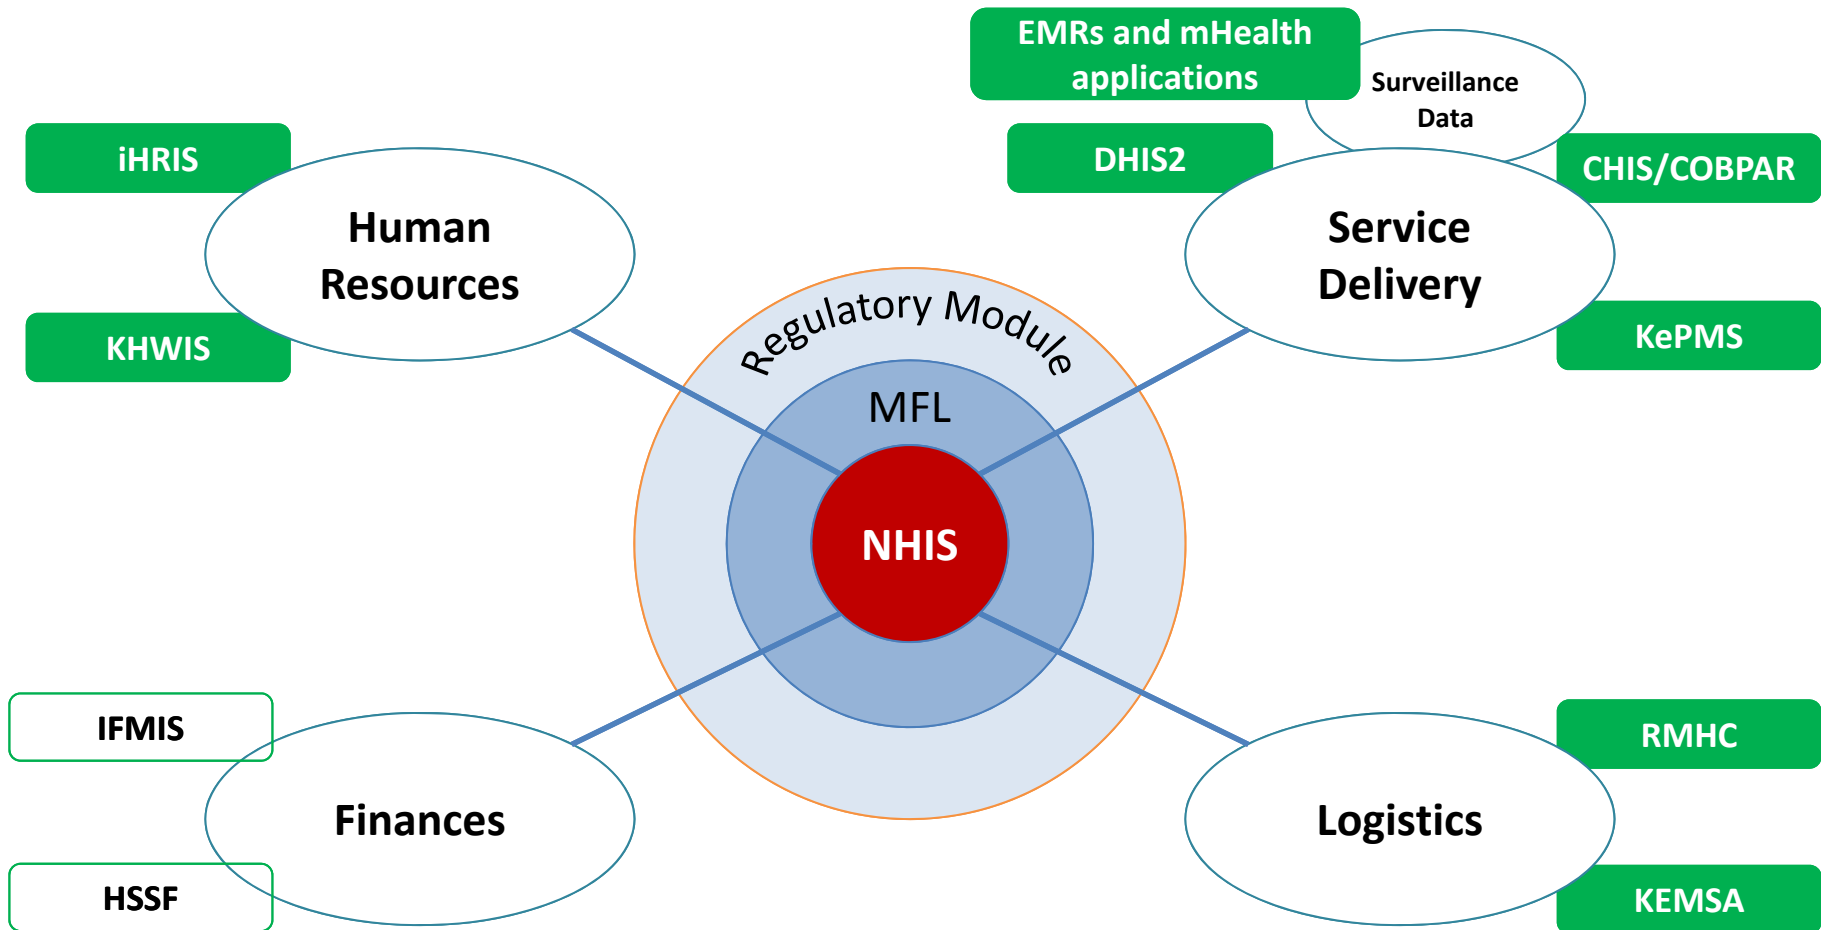 EMRs and mHealth
applications
Surveillance
Data
iHRIS
DHIS2
CHIS/COBPAR
Human
Resources
Service
Delivery
KHWIS
KePMS
Regulatory Module
MFL
NHIS
IFMIS
Finances
HSSF
RMHC
Logistics
KEMSA